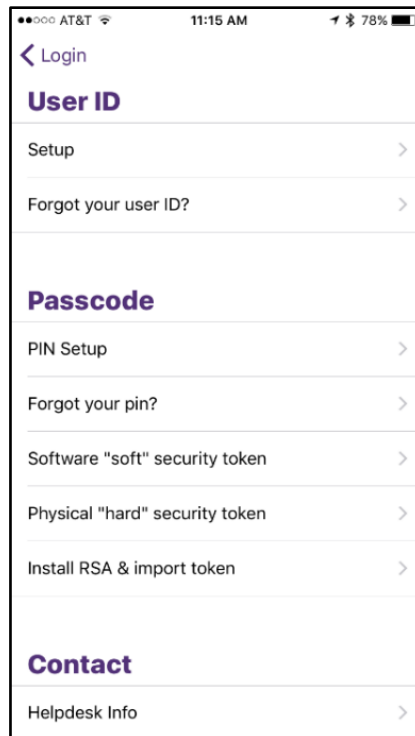 AT&T 11:15 AM 78%
Login
User ID
Setup
Forgot your user ID?
Passcode
PIN Setup
Forgot your pin?
Software "soft" security token
Physical "hard" security token
Install RSA & import token
Contact
Helpdesk Info